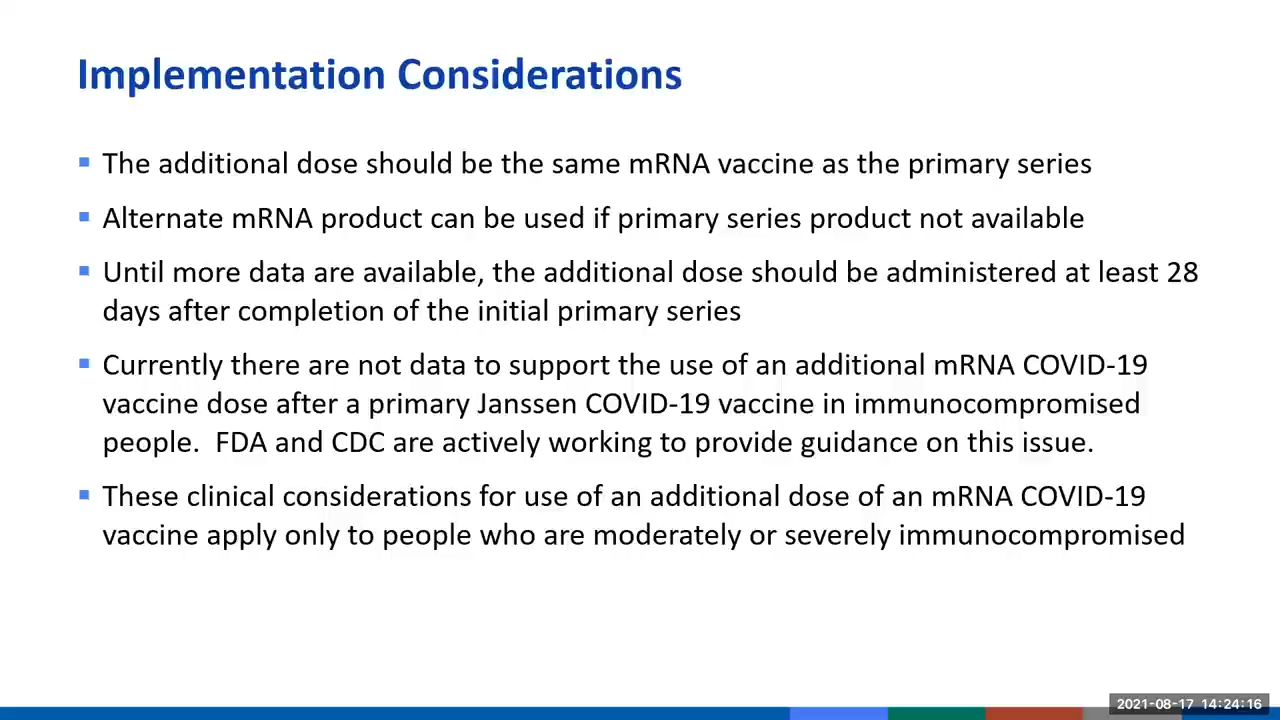 Implementation Considerations
The additional dose should be the same mRNA vaccine as the primary series
Alternate mRNA product can be used if primary series product not available
Until more data are available, the additional dose should be administered at least 28
days after completion of the initial primary series
Currently there are not data to support the use of an additional mRNA COVID-19
vaccine dose after a primary Janssen COVID-19 vaccine in immunocompromised
people.  FDA and CDC are actively working to provide guidance on this issue.
These clinical considerations for use of an additional dose of an mRNA COVID-19
vaccine apply only to people who are moderately or severely immunocompromised
2021-08-17 14:24:16